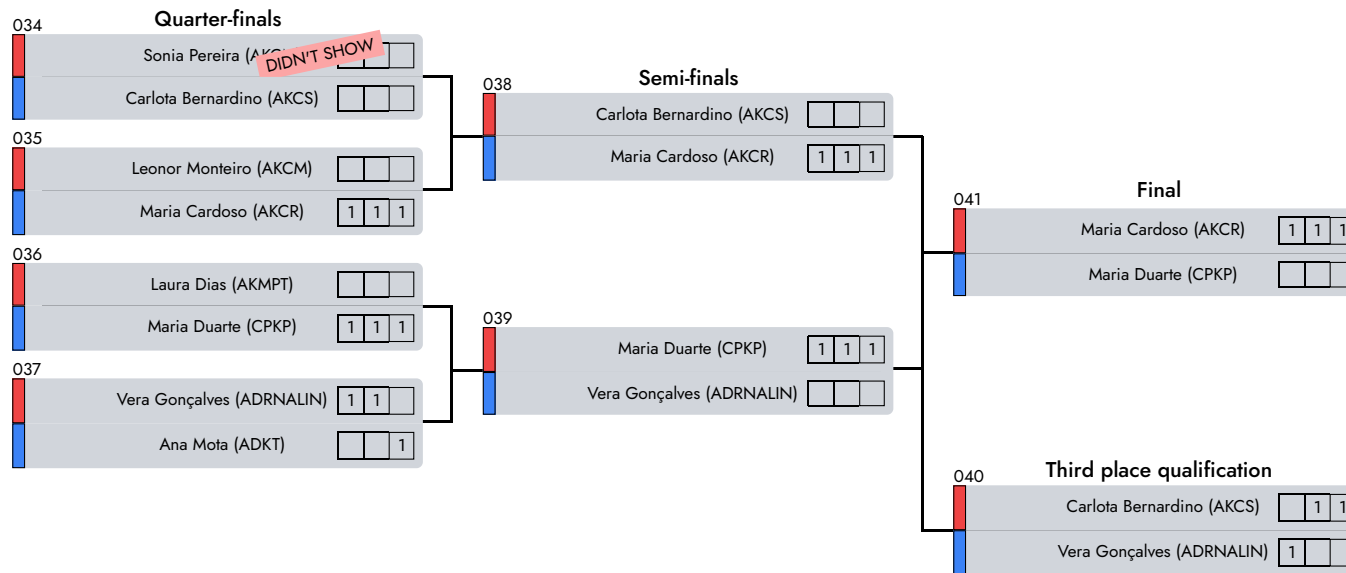 Quarter-finals
034
Sonia Pereira
DIDN'T SHOW
Carlota Bernardino (AKCS)
035
Leonor Monteiro (AKCM)
Maria Cardoso (AKCR) 1 1 1
036
Laura Dias (AKMPT)
Maria Duarte (CPKP) 1 1 1
037
Vera Gonçalves (ADRNALIN) 1 1
Ana Mota (ADKT) 1
Semi-finals
038
Carlota Bernardino (AKCS)
Maria Cardoso (AKCR) 1 1 1
039
Maria Duarte (CPKP) 1 1 1
Vera Gonçalves (ADRNALIN)
Final
041
Maria Cardoso (AKCR) 1 1 1
Maria Duarte (CPKP)
Third place qualification
040
Carlota Bernardino (AKCS) 1 1
Vera Gonçalves (ADRNALIN) 1